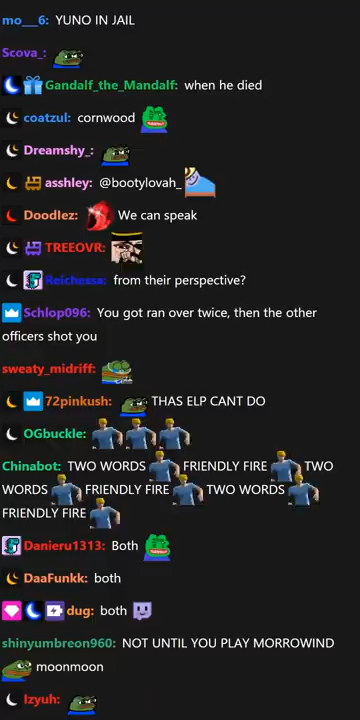 mo___6: YUNO IN JAIL
Scova_:
Gandalf_the_Mandalf: when he died
coatzul: cornwood
Dreamshy_:
asshley: @bootylovah_
Doodlez: We can speak
TREEOVR:
Reichessa: from their perspective?
Schlop096: You got ran over twice, then the other
officers shot you
sweaty_midriff:
72pinkush: THAS ELP CANT DO
OGbuckle:
Chinabot: TWO WORDS FRIENDLY FIRE TWO
WORDS FRIENDLY FIRE TWO WORDS
FRIENDLY FIRE
Danieru1313: Both
DaaFunkk: both
dug: both
shinyumbreon960: NOT UNTIL YOU PLAY MORROWIND
moonmoon
Izyuh: